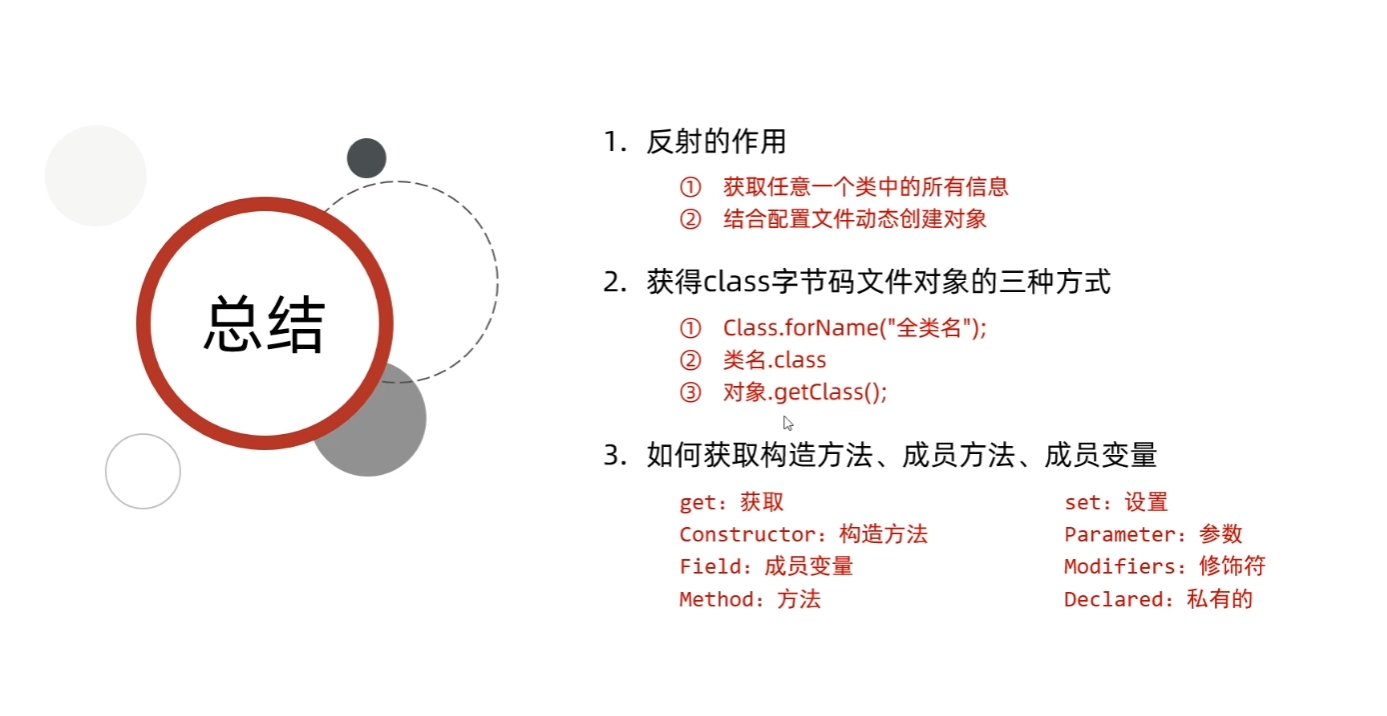 总结
1. 反射的作用
① 获取任意一个类中的所有信息
② 结合配置文件动态创建对象
2. 获得class字节码文件对象的三种方式
① Class.forName("全类名");
② 类名.class
③ 对象.getClass();
3. 如何获取构造方法、成员方法、成员变量
get：获取 set：设置
Constructor：构造方法 Parameter：参数
Field：成员变量 Modifiers：修饰符
Method：方法 Declared：私有的